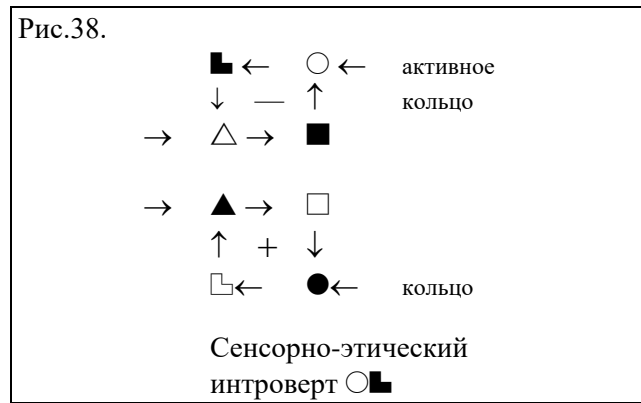 Рис.38.
← ○ ← активное
↓ — ↑ кольцо
→ △ → ■
→ ▲ → □
↑ + ↓
← ● ← кольцо
Сенсорно-этический
интроверт ○